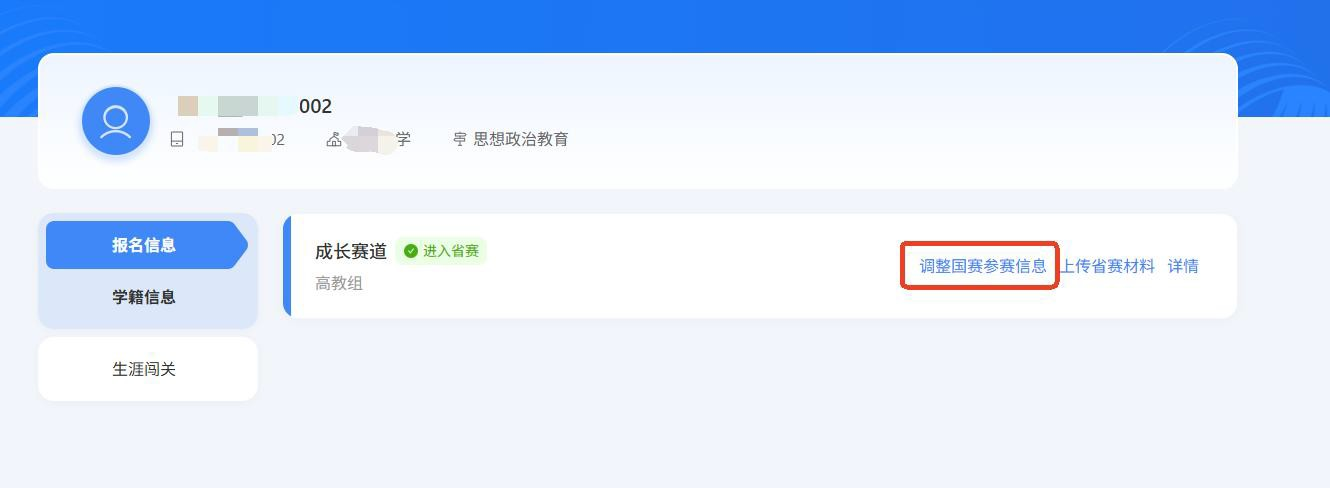 002
02 学 思想政治教育
报名信息
学籍信息
生涯闯关
成长赛道 进入省赛
高教组
调整国赛参赛信息 上传省赛材料 详情